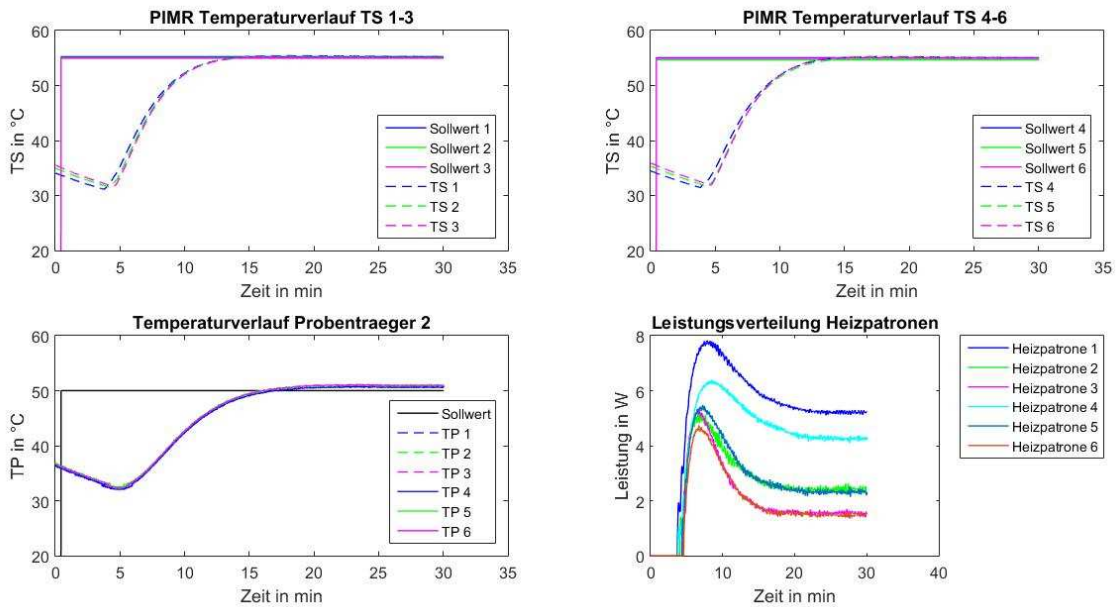 PIMR Temperaturverlauf TS 1-3
60
50
40
30
20
TS in °C
Sollwert 1
Sollwert 2
Sollwert 3
TS 1
TS 2
TS 3
0 5 10 15 20 25 30 35
Zeit in min
PIMR Temperaturverlauf TS 4-6
60
50
40
30
20
TS in °C
Sollwert 4
Sollwert 5
Sollwert 6
TS 4
TS 5
TS 6
0 5 10 15 20 25 30 35
Zeit in min
Temperaturverlauf Probentraeger 2
60
50
40
30
20
TP in °C
Sollwert
TP 1
TP 2
TP 3
TP 4
TP 5
TP 6
0 5 10 15 20 25 30 35
Zeit in min
Leistungsverteilung Heizpatronen
8
6
4
2
0
Leistung in W
0 10 20 30 40
Zeit in min
Heizpatrone 1
Heizpatrone 2
Heizpatrone 3
Heizpatrone 4
Heizpatrone 5
Heizpatrone 6